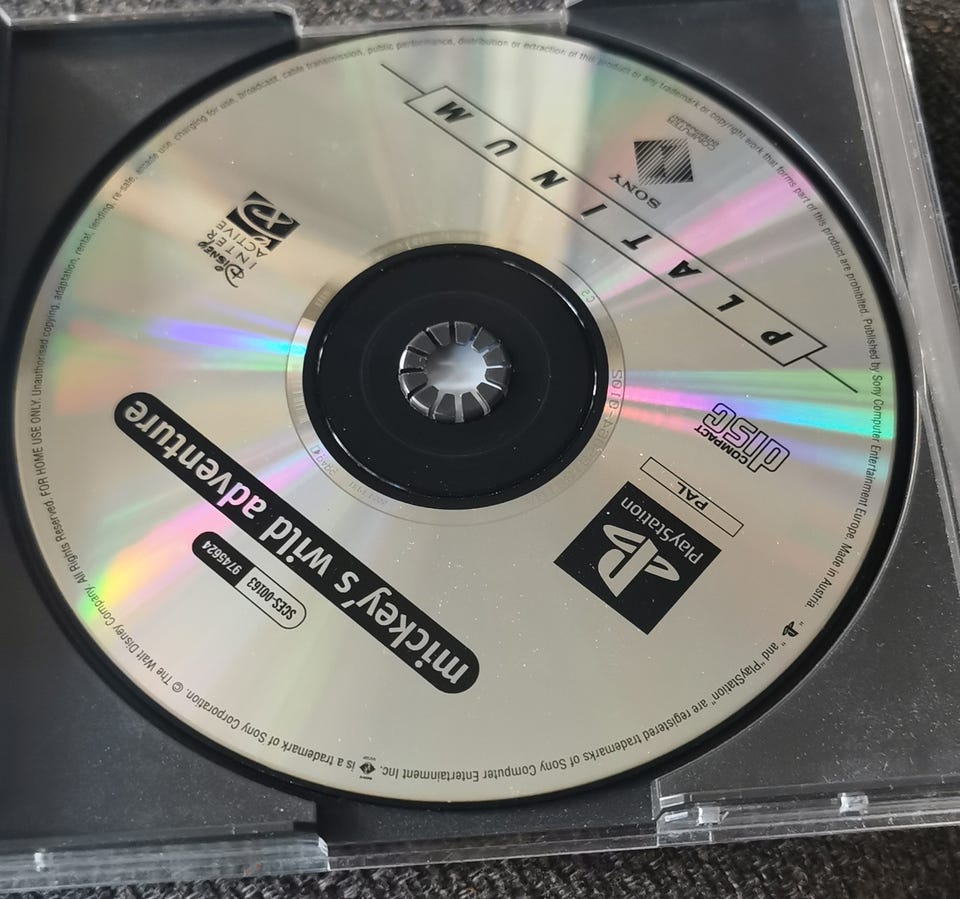 PLATINUM
SONY
COMPUTER
ENTERTAINMENT
DISNEY
INTER
ACTIVE
COMPACT
disc
PAL
PlayStation
mickey's wild adventure
SCES-00163
9745624
FOR HOME USE ONLY. Unauthorised copying, adaptation, rental, lending, re-sale, arcade use, charging for use, broadcast, cable transmission, public performance, distribution or extraction of this product or any trademark or copyright work that forms part of this product are prohibited. Published by Sony Computer Entertainment Europe. Made in Austria
" " and "PlayStation" are registered trademarks of Sony Computer Entertainment Inc. is a trademark of Sony Corporation. © The Walt Disney Company. All Rights Reserved.